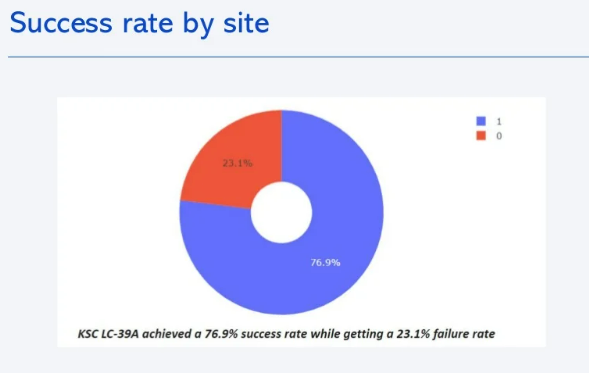 Success rate by site
1
0
23.1%
76.9%
KSC LC-39A achieved a 76.9% success rate while getting a 23.1% failure rate